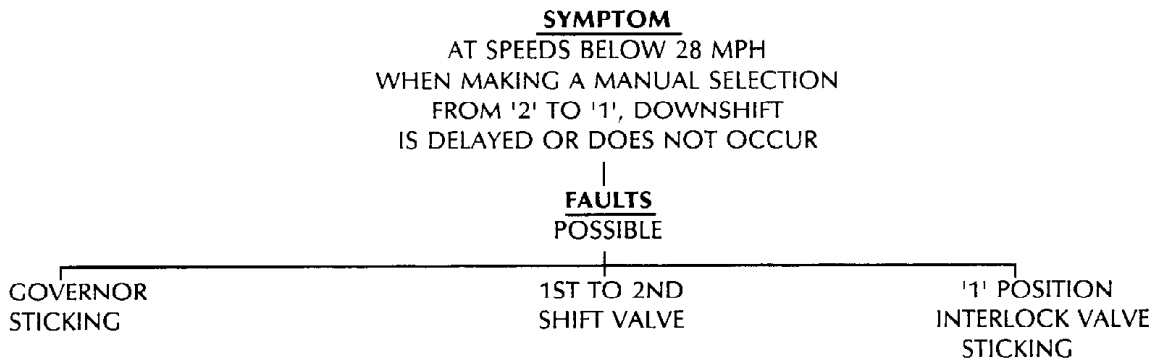 SYMPTOM
AT SPEEDS BELOW 28 MPH
WHEN MAKING A MANUAL SELECTION
FROM '2' TO '1', DOWNSHIFT
IS DELAYED OR DOES NOT OCCUR
FAULTS
POSSIBLE
GOVERNOR
STICKING
1ST TO 2ND
SHIFT VALVE
'1' POSITION
INTERLOCK VALVE
STICKING